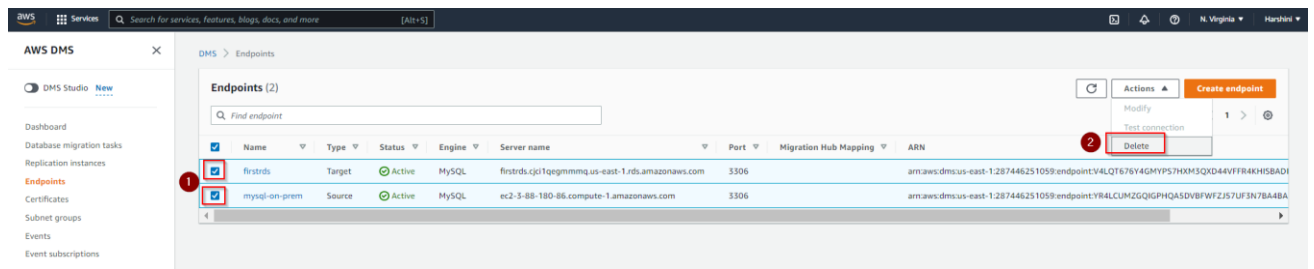 aws Services Search for services, features, blogs, docs, and more [Alt+S] N. Virginia ▼ Harshini ▼
AWS DMS
DMS Studio New
Dashboard
Database migration tasks
Replication instances
Endpoints
Certificates
Subnet groups
Events
Event subscriptions
DMS > Endpoints
Endpoints (2)
Actions ▲ Create endpoint
Find endpoint
Modify
Test connection
Delete
1
2
1
Name Type Status Engine Server name Port Migration Hub Mapping ARN
firstrds Target Active MySQL firstrds.cjci1qegmmmq.us-east-1.rds.amazonaws.com 3306
mysql-on-prem Source Active MySQL ec2-3-88-180-86.compute-1.amazonaws.com 3306